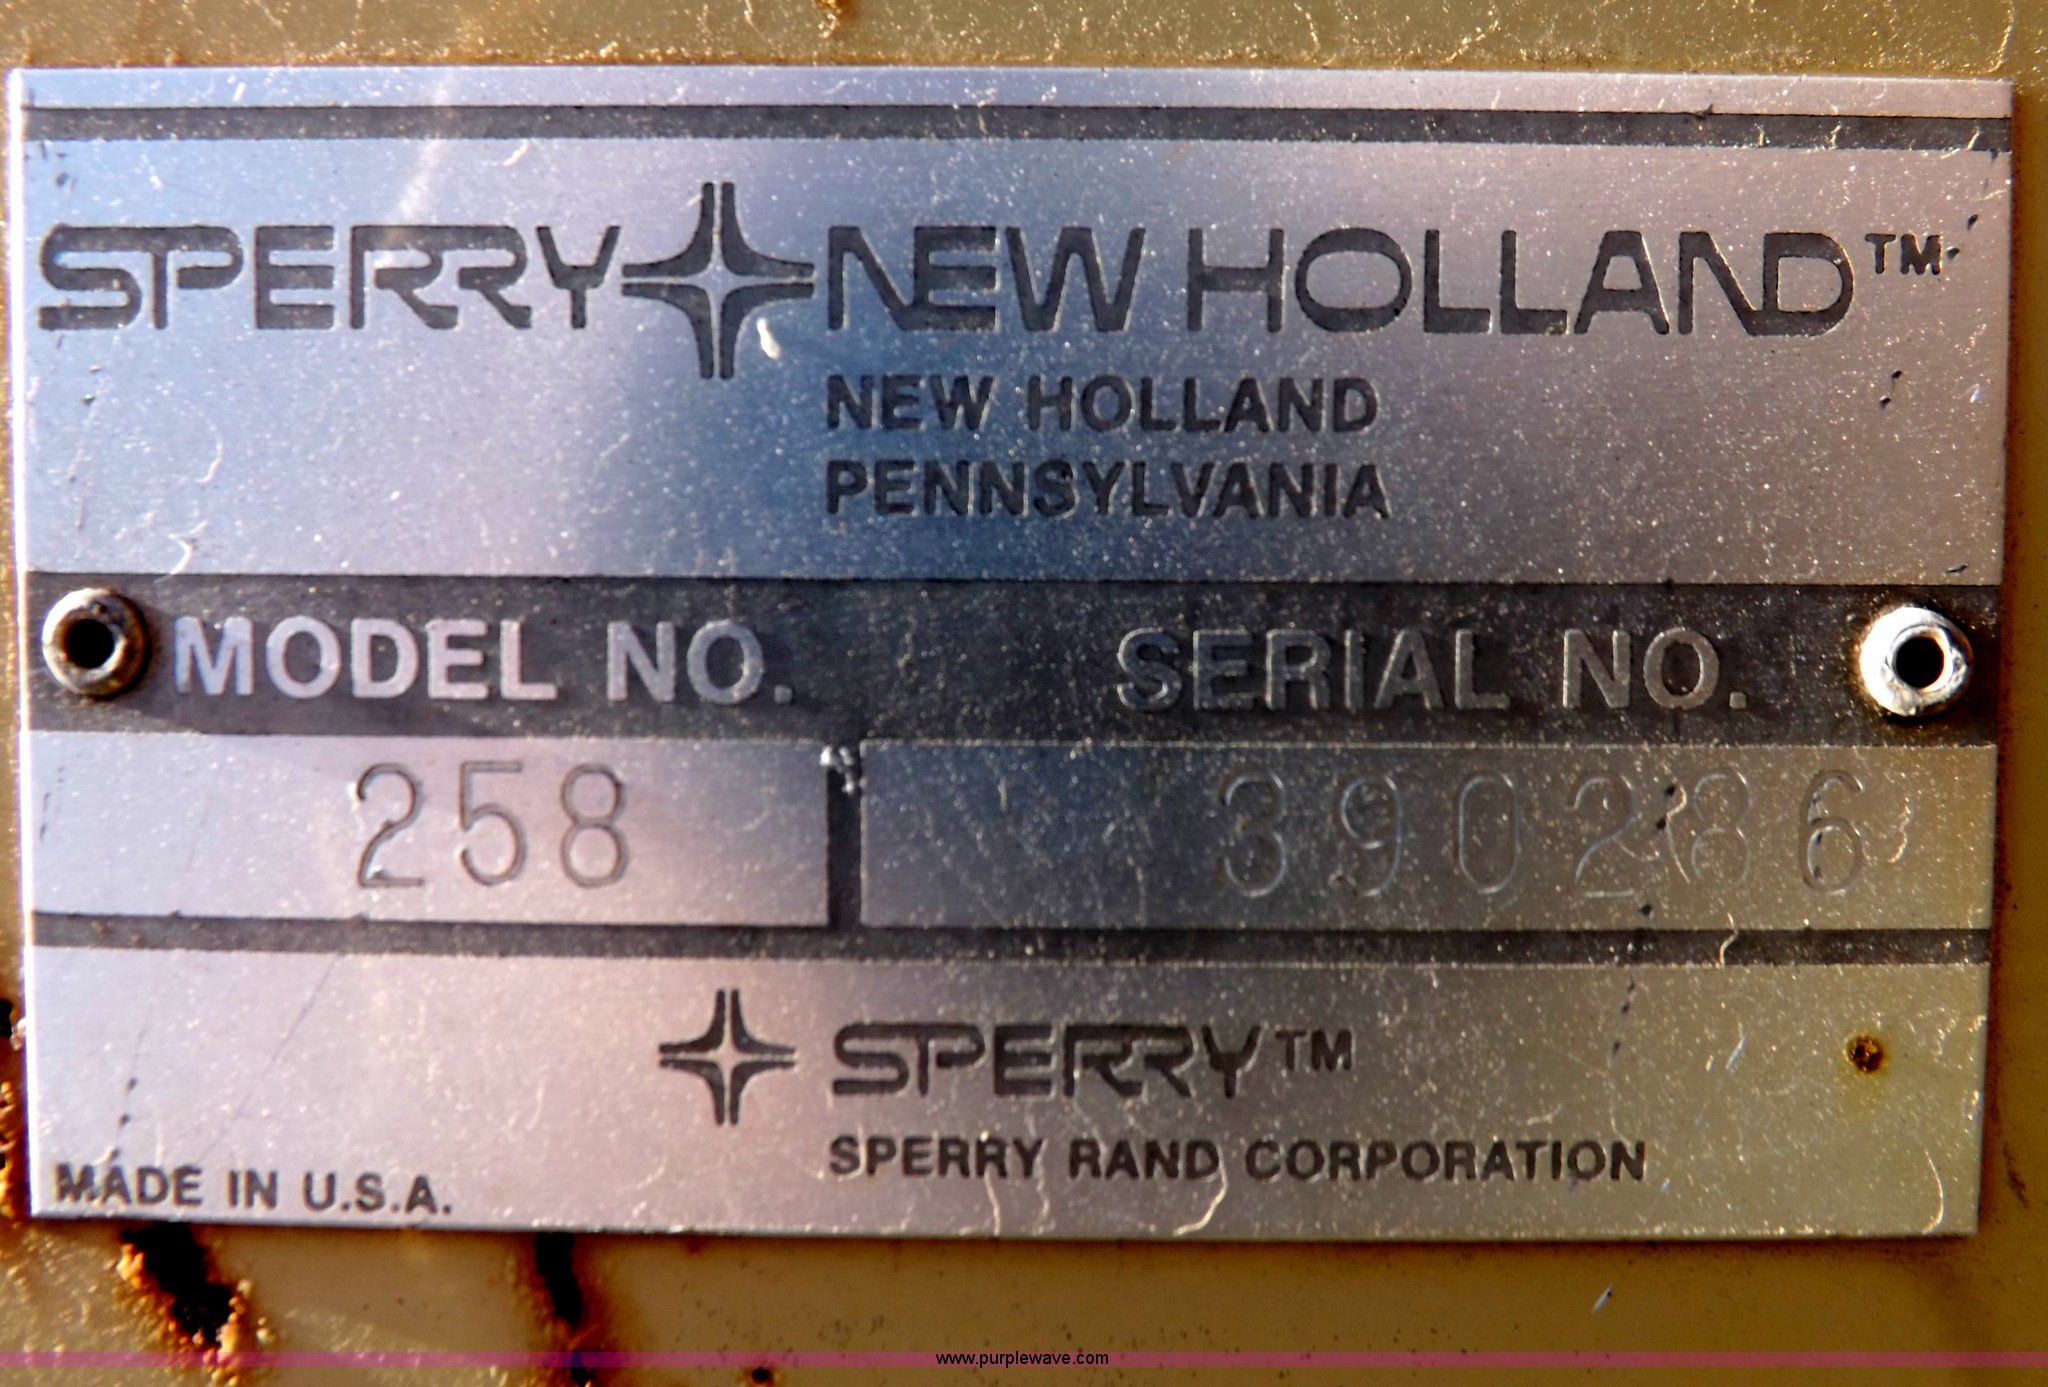 SPERRY NEW HOLLAND™
NEW HOLLAND
PENNSYLVANIA
MODEL NO. SERIAL NO.
258 390286
SPERRY™
SPERRY RAND CORPORATION
MADE IN U.S.A.
www.purplewave.com